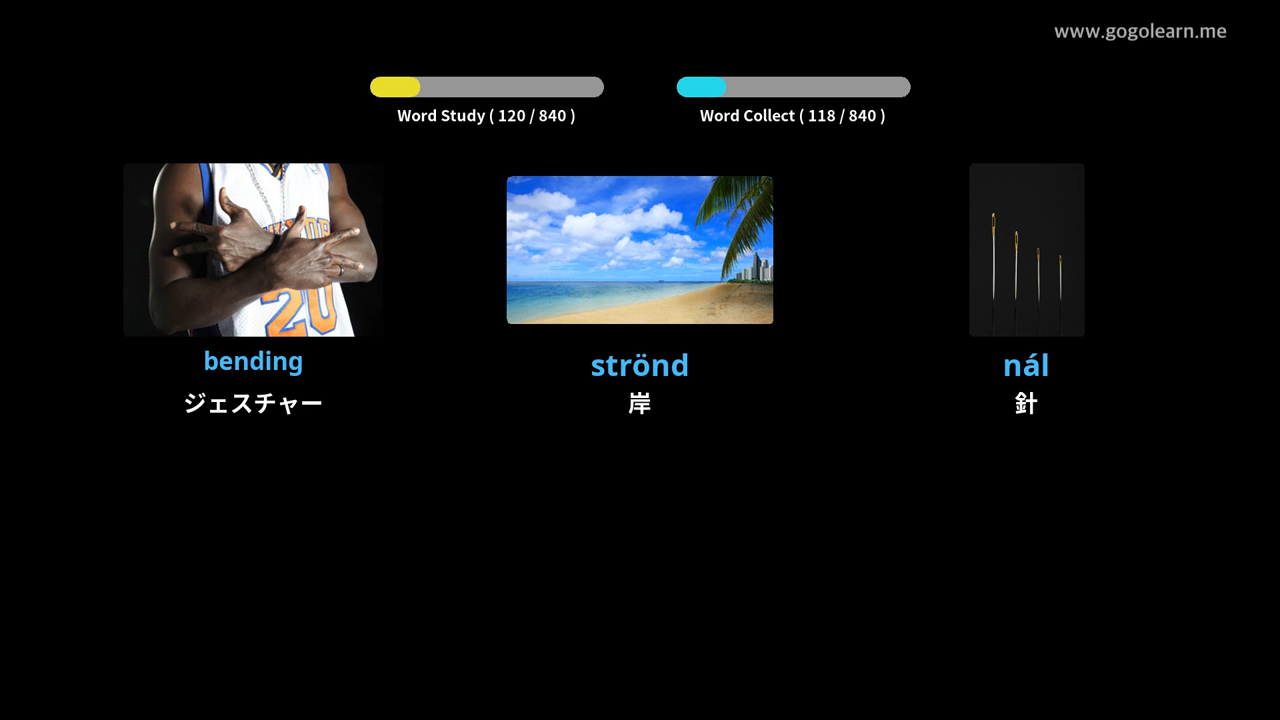 www.gogolearn.me
Word Study ( 120 / 840 )
Word Collect ( 118 / 840 )
20
bending
strönd
nál
ジェスチャー
岸
針